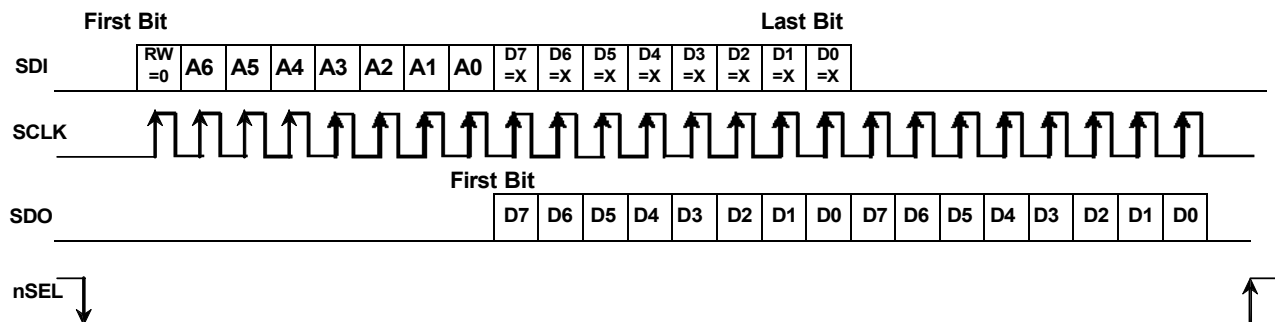 First Bit Last Bit
SDI RW =0 A6 A5 A4 A3 A2 A1 A0 D7 =X D6 =X D5 =X D4 =X D3 =X D2 =X D1 =X D0 =X
SCLK
First Bit
SDO D7 D6 D5 D4 D3 D2 D1 D0 D7 D6 D5 D4 D3 D2 D1 D0
nSEL